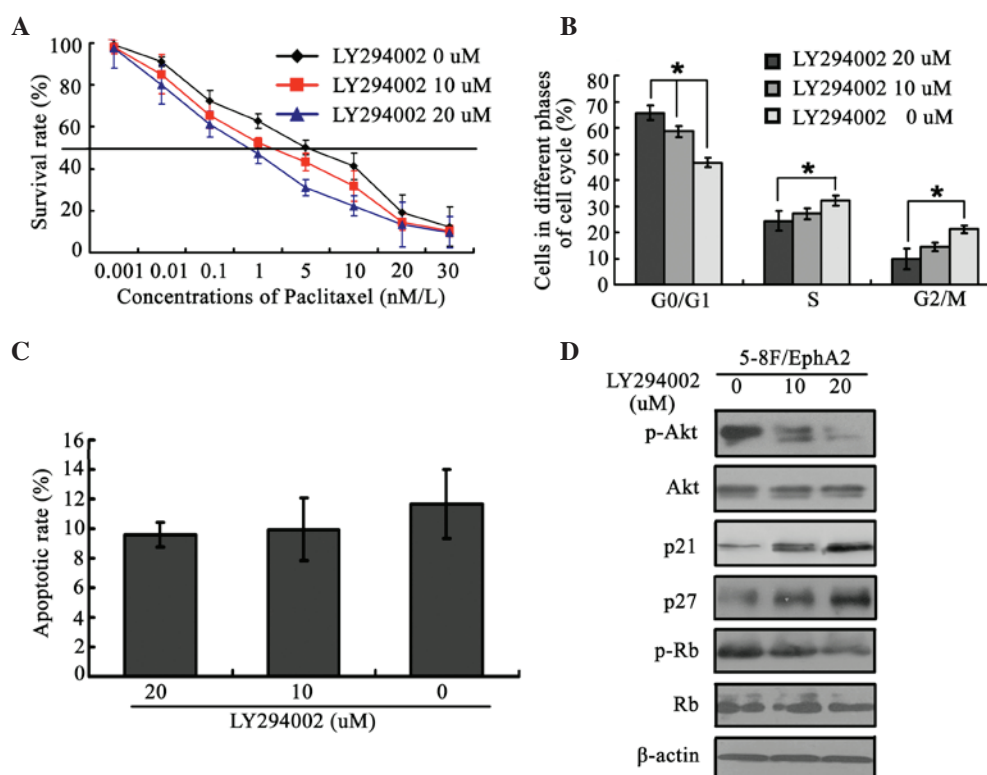 A
100
80
60
40
20
0
Survival rate (%)
LY294002 0 uM
LY294002 10 uM
LY294002 20 uM
0.001 0.01 0.1 1 5 10 20 30
Concentrations of Paclitaxel (nM/L)
B
80
70
60
50
40
30
20
10
0
Cells in different phases
of cell cycle (%)
LY294002 20 uM
LY294002 10 uM
LY294002 0 uM
*
*
*
G0/G1 S G2/M
C
16
14
12
10
8
6
4
2
0
Apoptotic rate (%)
20 10 0
LY294002 (uM)
D
5-8F/EphA2
LY294002 0 10 20
(uM)
p-Akt
Akt
p21
p27
p-Rb
Rb
β-actin